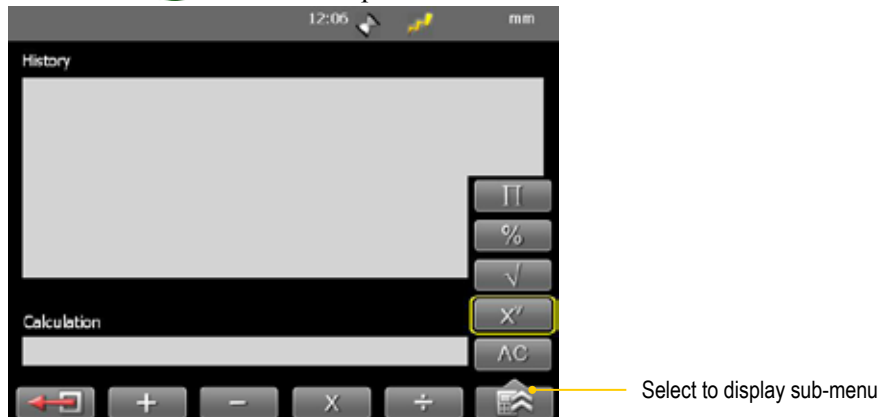 12:06 mm
History
Π
%
√
Xʸ
AC
Calculation
+ − X ÷
Select to display sub-menu